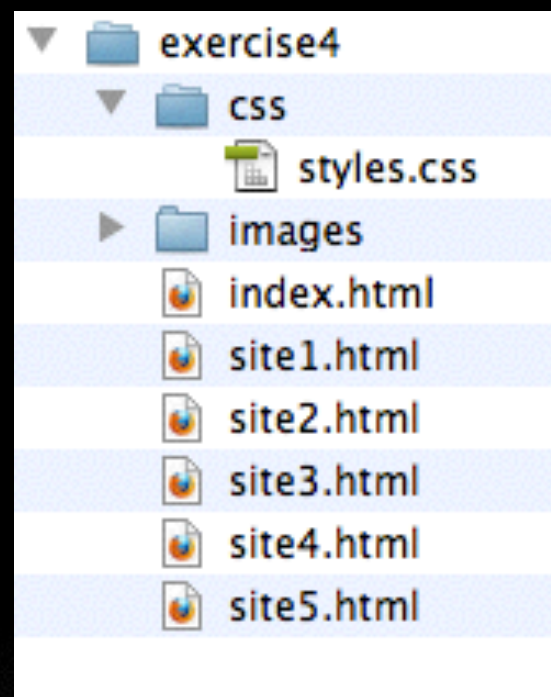 exercise4
css
styles.css
images
index.html
site1.html
site2.html
site3.html
site4.html
site5.html